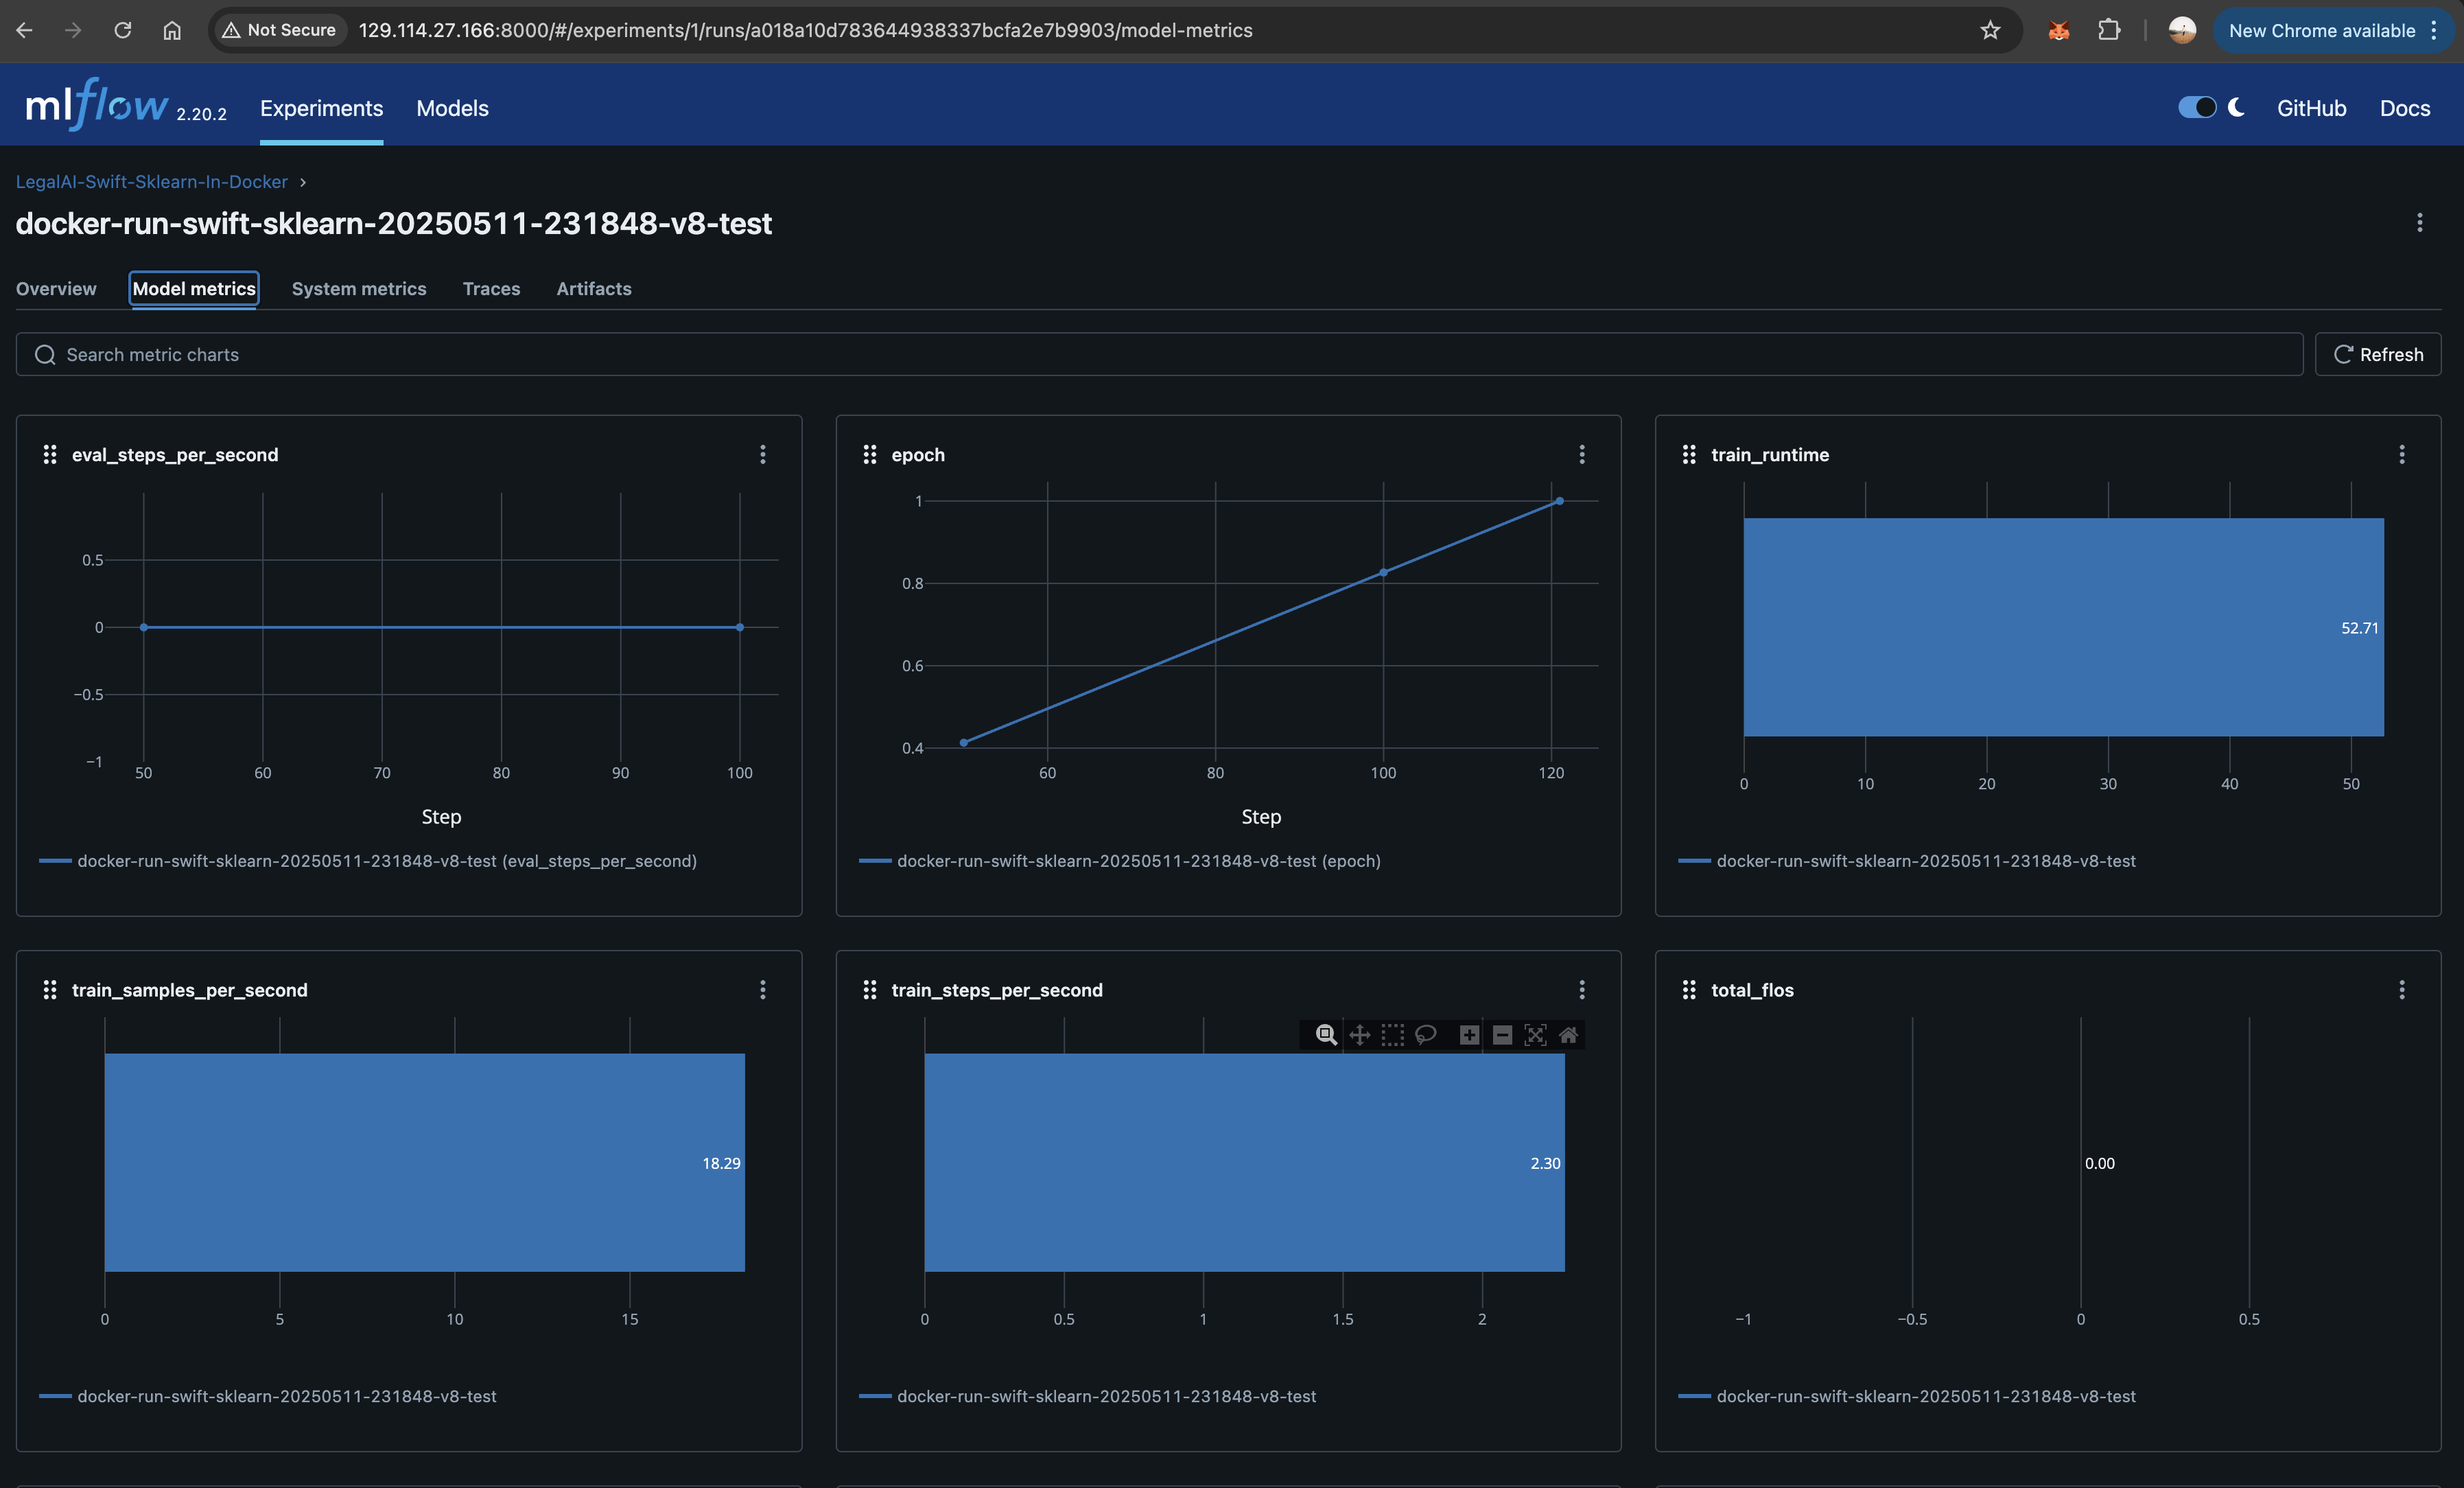 Not Secure
129.114.27.166:8000/#/experiments/1/runs/a018a10d783644938337bcfa2e7b9903/model-metrics
New Chrome available
mlflow 2.20.2
Experiments
Models
GitHub
Docs
LegalAI-Swift-Sklearn-In-Docker
docker-run-swift-sklearn-20250511-231848-v8-test
Overview
Model metrics
System metrics
Traces
Artifacts
Search metric charts
Refresh
eval_steps_per_second
0.5
0
−0.5
−1
50 60 70 80 90 100
Step
docker-run-swift-sklearn-20250511-231848-v8-test (eval_steps_per_second)
epoch
1
0.8
0.6
0.4
60 80 100 120
Step
docker-run-swift-sklearn-20250511-231848-v8-test (epoch)
train_runtime
52.71
0 10 20 30 40 50
docker-run-swift-sklearn-20250511-231848-v8-test
train_samples_per_second
18.29
0 5 10 15
docker-run-swift-sklearn-20250511-231848-v8-test
train_steps_per_second
2.30
0 0.5 1 1.5 2
docker-run-swift-sklearn-20250511-231848-v8-test
total_flos
0.00
−1 −0.5 0 0.5
docker-run-swift-sklearn-20250511-231848-v8-test